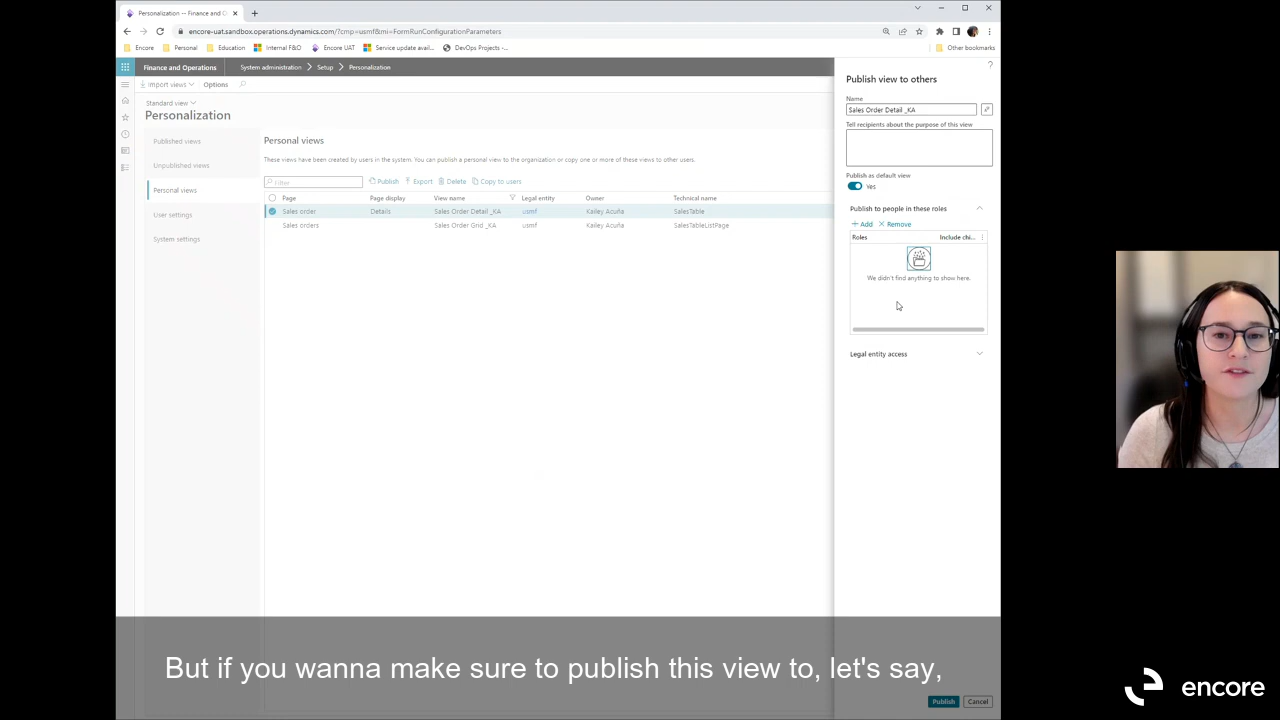 Personalization -- Finance and O
encore-uat.sandbox.operations.dynamics.com/?cmp=usmf&mi=FormRunConfigurationParameters
Encore
Personal
Education
Internal F&O
Encore UAT
Service update avail...
DevOps Projects -...
Other bookmarks
Finance and Operations
System administration
Setup
Personalization
Import views
Options
Standard view
Personalization
Published views
Unpublished views
Personal views
User settings
System settings
Personal views
These views have been created by users in the system. You can publish a personal view to the organization or copy one or more of these views to other users.
Filter
Publish
Export
Delete
Copy to users
Page Page display View name Legal entity Owner Technical name
Sales order Details Sales Order Detail _KA usmf Kailey Acuña SalesTable
Sales orders Sales Order Grid _KA usmf Kailey Acuña SalesTableListPage
?
Publish view to others
Name
Sales Order Detail _KA
Tell recipients about the purpose of this view
Publish as default view
Yes
Publish to people in these roles
+ Add
Remove
Roles Include chi...
We didn't find anything to show here.
Legal entity access
Publish
Cancel
But if you wanna make sure to publish this view to, let's say,
encore